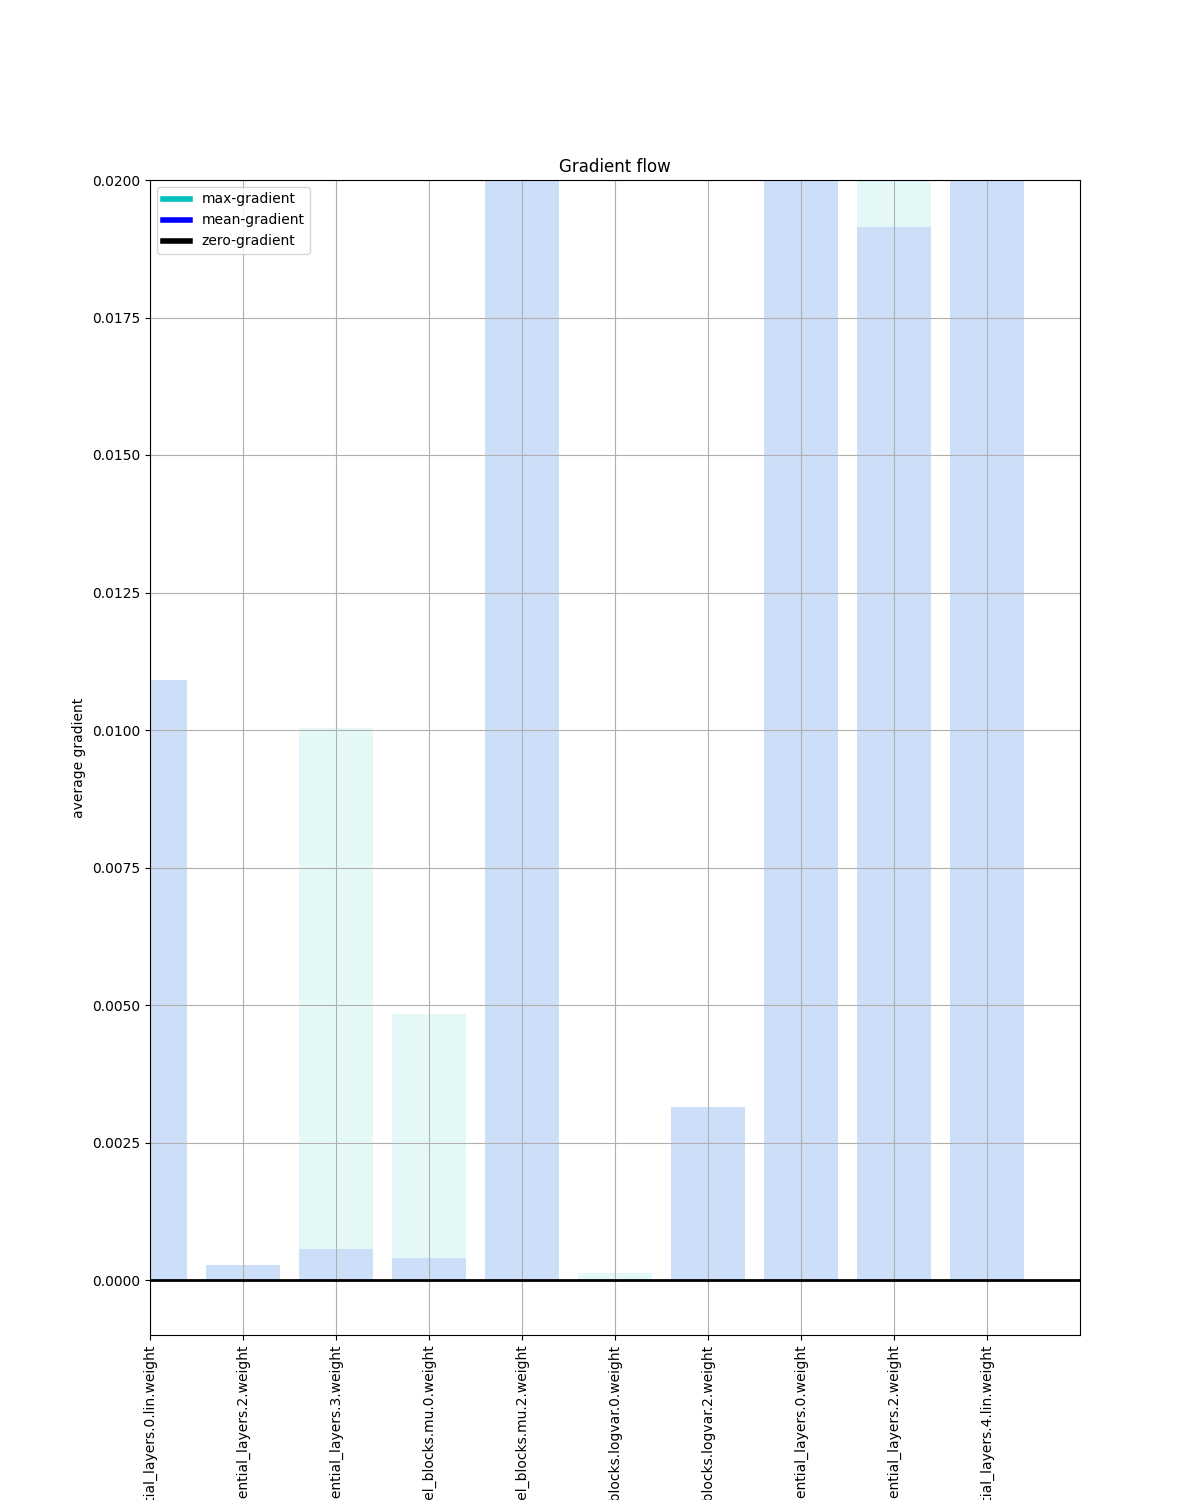 Gradient flow
max-gradient
mean-gradient
zero-gradient
0.0200
0.0175
0.0150
0.0125
0.0100
0.0075
0.0050
0.0025
0.0000
average gradient
tial_layers.0.lin.weight
ential_layers.2.weight
ential_layers.3.weight
el_blocks.mu.0.weight
el_blocks.mu.2.weight
blocks.logvar.0.weight
blocks.logvar.2.weight
ential_layers.0.weight
ential_layers.2.weight
tial_layers.4.lin.weight